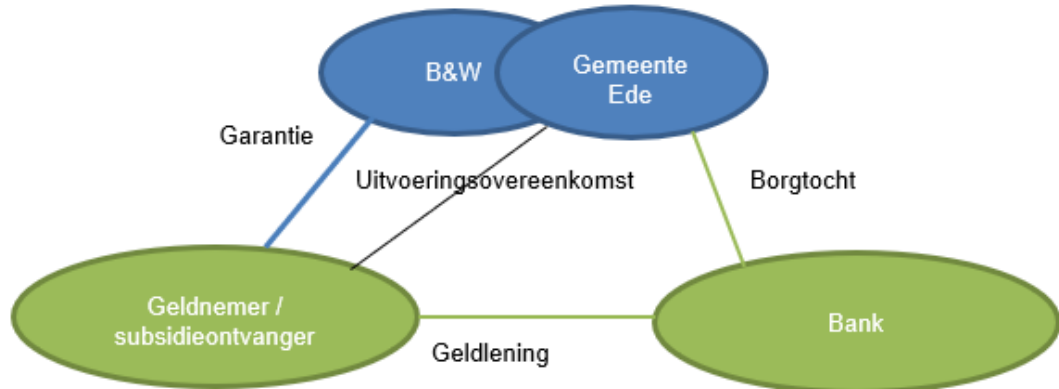 B&W
Gemeente
Ede
Garantie
Uitvoeringsovereenkomst
Borgtocht
Geldnemer /
subsidieontvanger
Bank
Geldlening